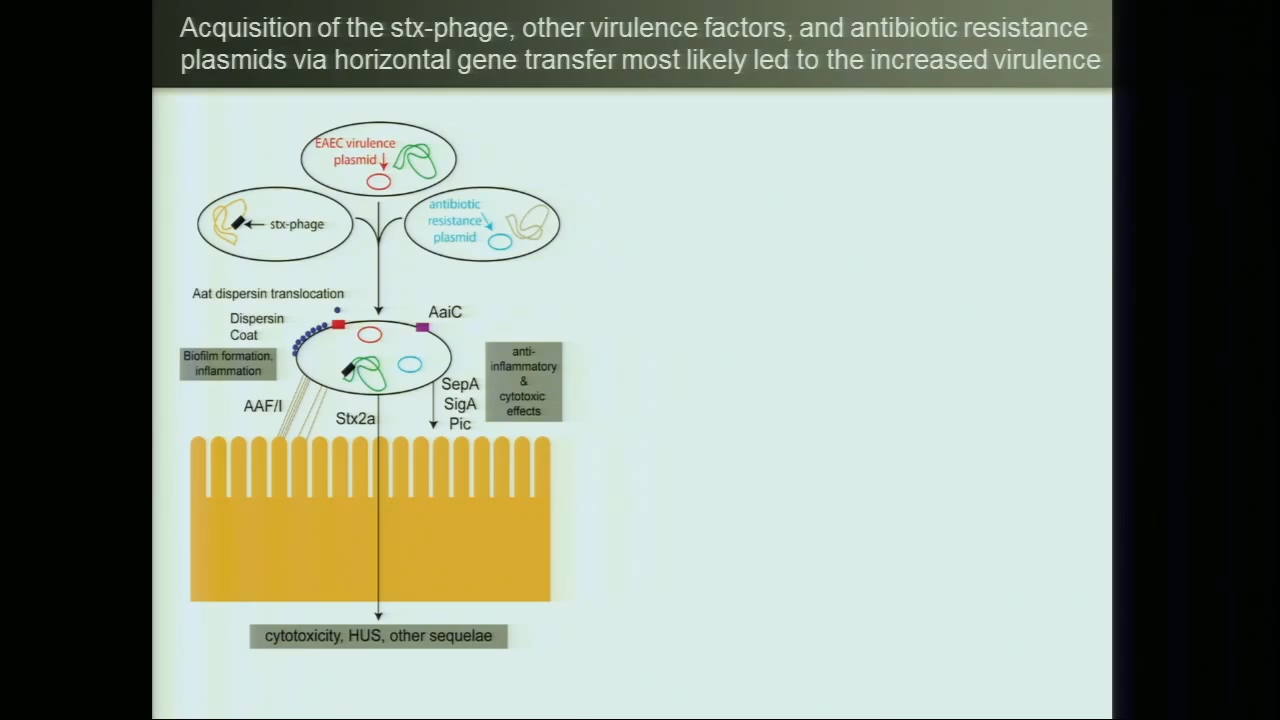 Acquisition of the stx-phage, other virulence factors, and antibiotic resistance
plasmids via horizontal gene transfer most likely led to the increased virulence
EAEC virulence
plasmid
stx-phage
antibiotic
resistance
plasmid
Aat dispersin translocation
Dispersin
Coat
AaiC
Biofilm formation,
inflammation
anti-
inflammatory
&
cytotoxic
effects
AAF/I
Stx2a
SepA
SigA
Pic
cytotoxicity, HUS, other sequelae